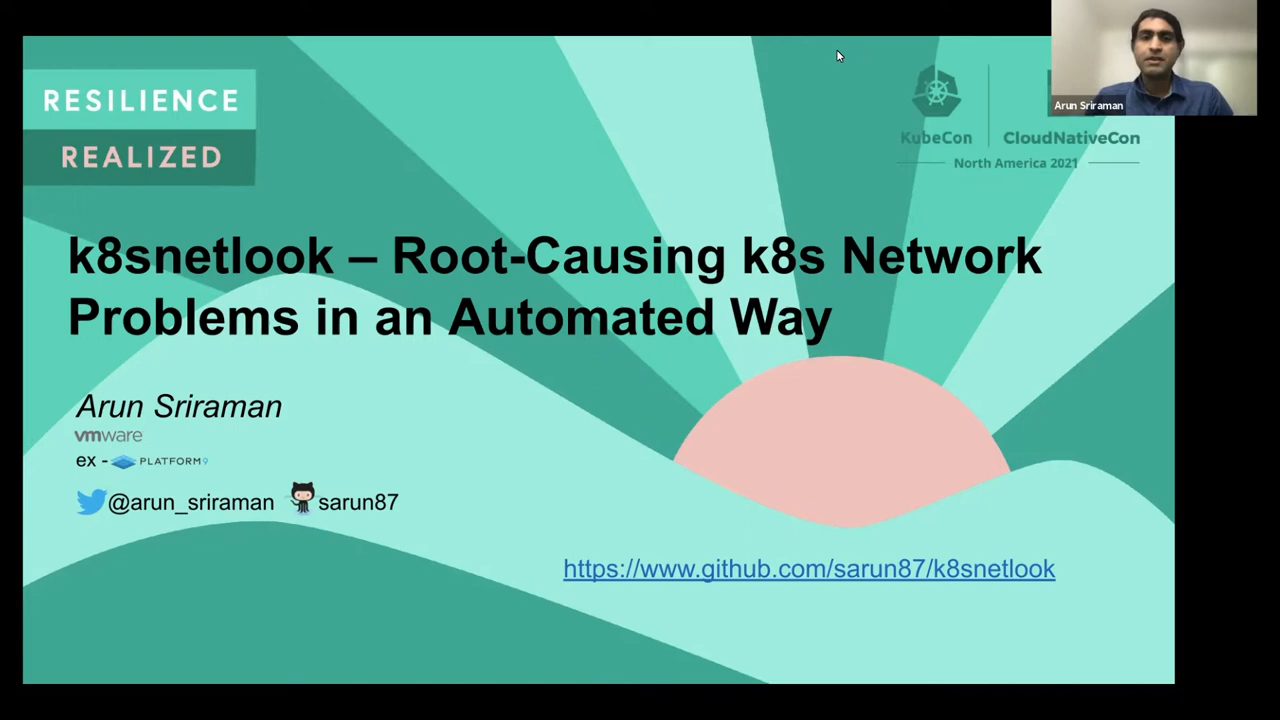 RESILIENCE
REALIZED
Arun Sriraman
KubeCon
CloudNativeCon
North America 2021
k8snetlook – Root-Causing k8s Network
Problems in an Automated Way
Arun Sriraman
vmware
ex - PLATFORM9
@arun_sriraman sarun87
https://www.github.com/sarun87/k8snetlook